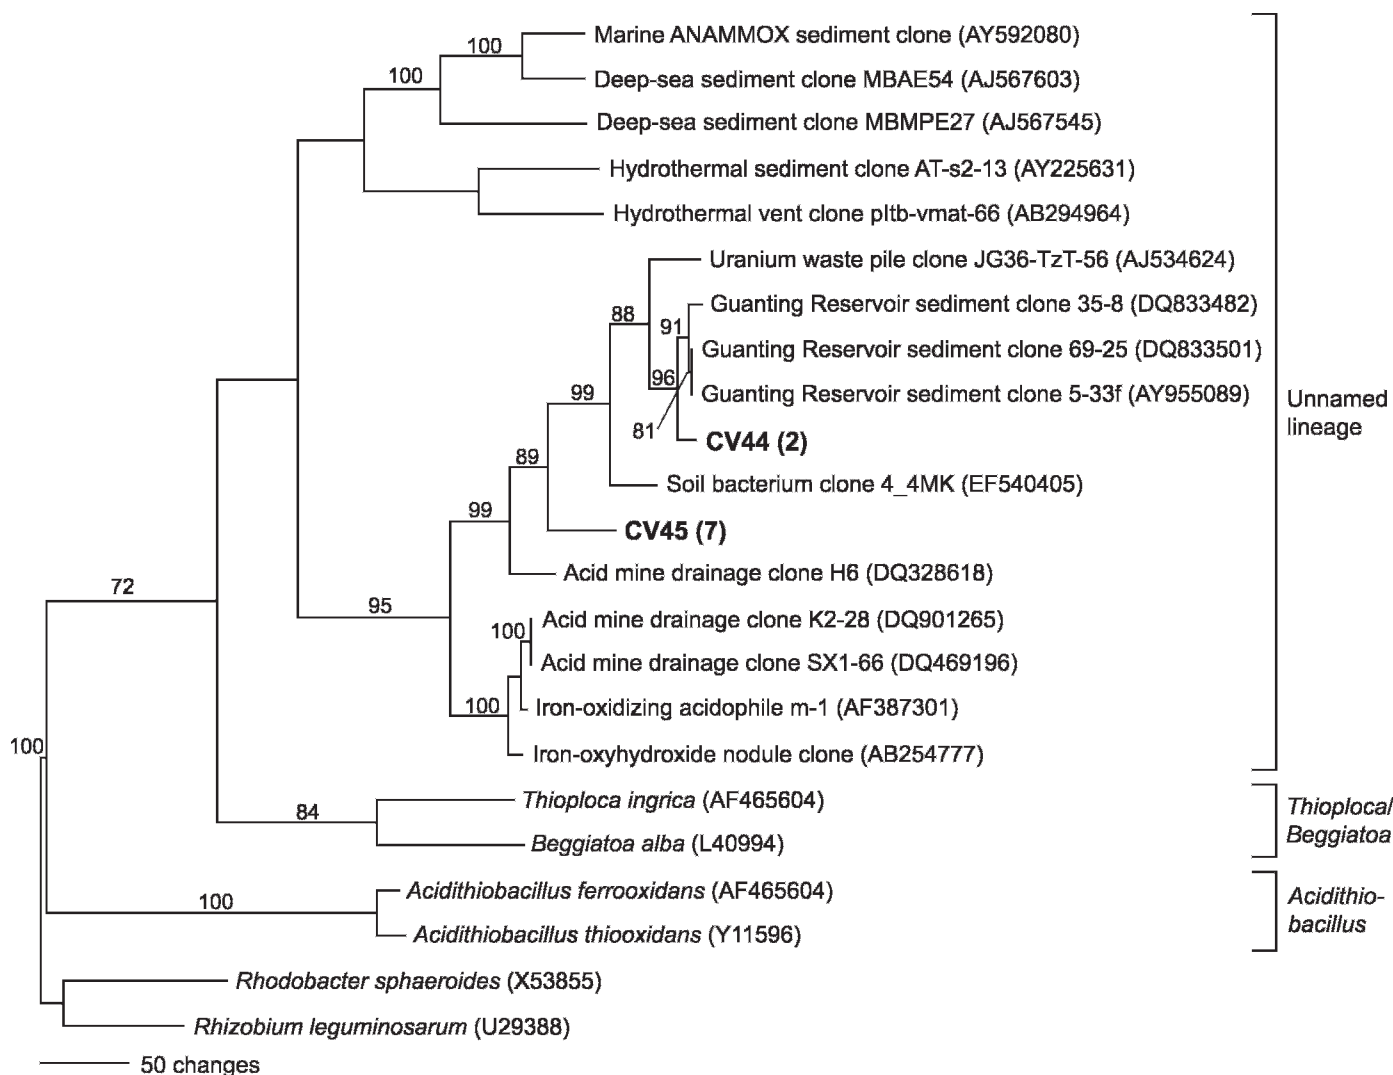 100
Marine ANAMMOX sediment clone (AY592080)
100
Deep-sea sediment clone MBAE54 (AJ567603)
Deep-sea sediment clone MBMPE27 (AJ567545)
Hydrothermal sediment clone AT-s2-13 (AY225631)
Hydrothermal vent clone pltb-vmat-66 (AB294964)
Uranium waste pile clone JG36-TzT-56 (AJ534624)
Guanting Reservoir sediment clone 35-8 (DQ833482)
88
91
Guanting Reservoir sediment clone 69-25 (DQ833501)
96
Guanting Reservoir sediment clone 5-33f (AY955089)
99
81
CV44 (2)
Unnamed
lineage
89
Soil bacterium clone 4_4MK (EF540405)
99
CV45 (7)
Acid mine drainage clone H6 (DQ328618)
72
95
Acid mine drainage clone K2-28 (DQ901265)
100
Acid mine drainage clone SX1-66 (DQ469196)
100
Iron-oxidizing acidophile m-1 (AF387301)
100
Iron-oxyhydroxide nodule clone (AB254777)
84
Thioploca ingrica (AF465604)
Beggiatoa alba (L40994)
Thioploca/
Beggiatoa
100
Acidithiobacillus ferrooxidans (AF465604)
Acidithiobacillus thiooxidans (Y11596)
Acidithio-
bacillus
Rhodobacter sphaeroides (X53855)
Rhizobium leguminosarum (U29388)
50 changes